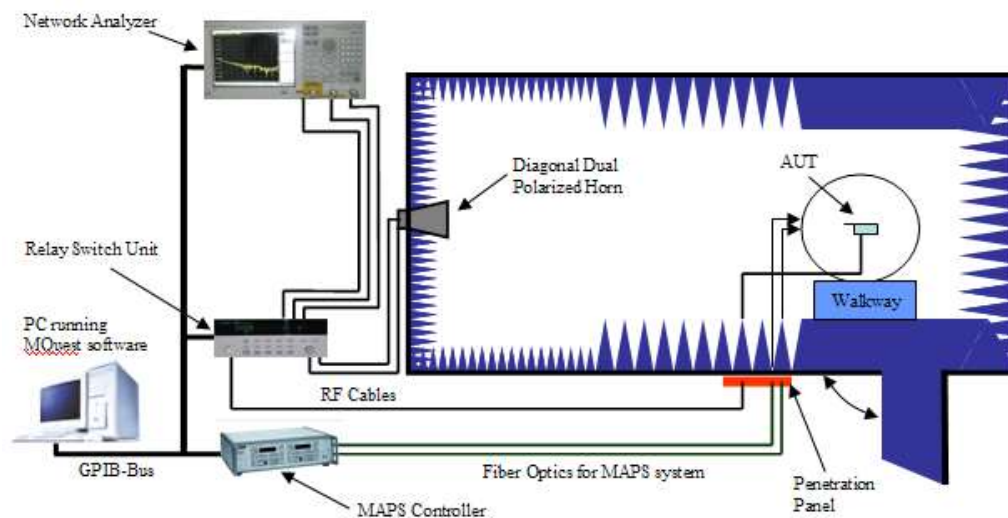 Network Analyzer
Diagonal Dual
Polarized Horn
AUT
Relay Switch Unit
Walkway
PC running
MQuest software
RF Cables
GPIB-Bus
Fiber Optics for MAPS system
Penetration
Panel
MAPS Controller